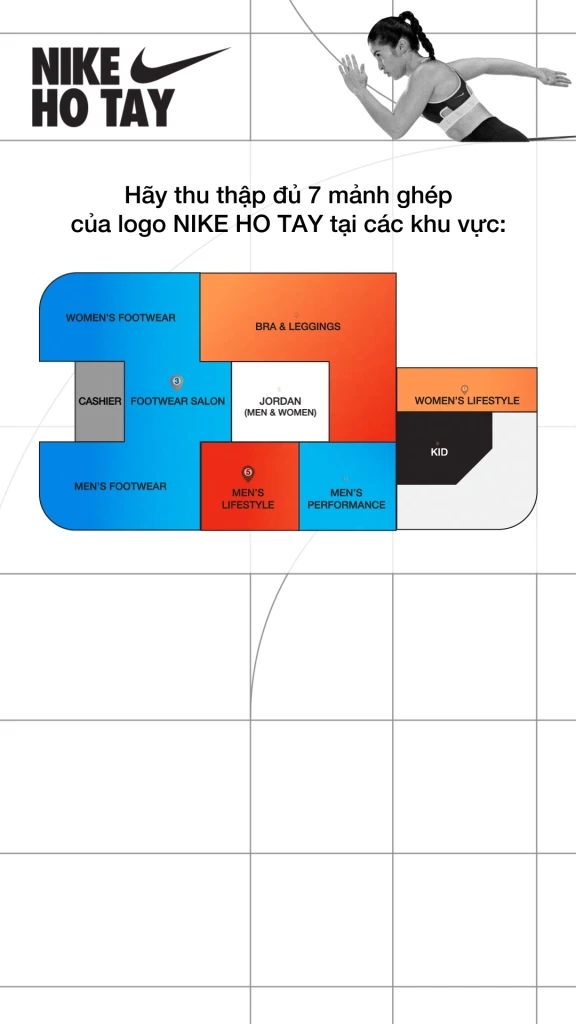 NIKE
HO TAY
Hãy thu thập đủ 7 mảnh ghép
của logo NIKE HO TAY tại các khu vực:
WOMEN'S FOOTWEAR
BRA & LEGGINGS
3
CASHIER
FOOTWEAR SALON
JORDAN
(MEN & WOMEN)
WOMEN'S LIFESTYLE
KID
MEN'S FOOTWEAR
5
MEN'S
LIFESTYLE
MEN'S
PERFORMANCE